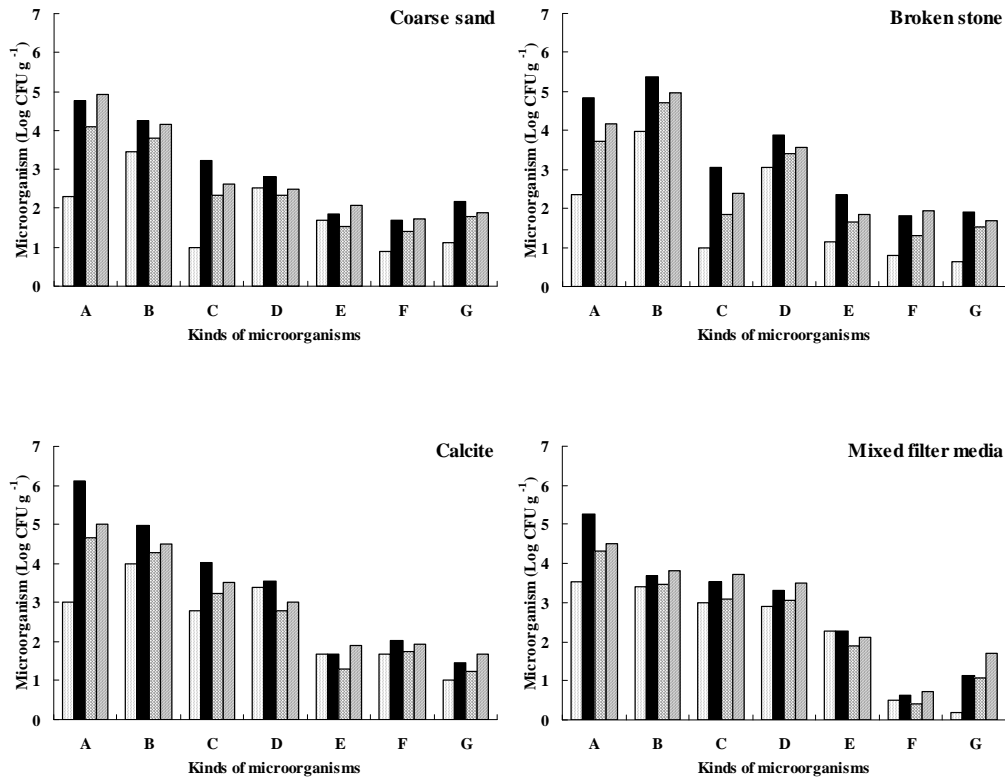 Coarse sand
Microorganism (Log CFU g -1)
7
6
5
4
3
2
1
0
A B C D E F G
Kinds of microorganisms
Broken stone
Microorganism (Log CFU g -1)
7
6
5
4
3
2
1
0
A B C D E F G
Kinds of microorganisms
Calcite
Microorganism (Log CFU g -1)
7
6
5
4
3
2
1
0
A B C D E F G
Kinds of microorganisms
Mixed filter media
Microorganism (Log CFU g -1)
7
6
5
4
3
2
1
0
A B C D E F G
Kinds of microorganisms